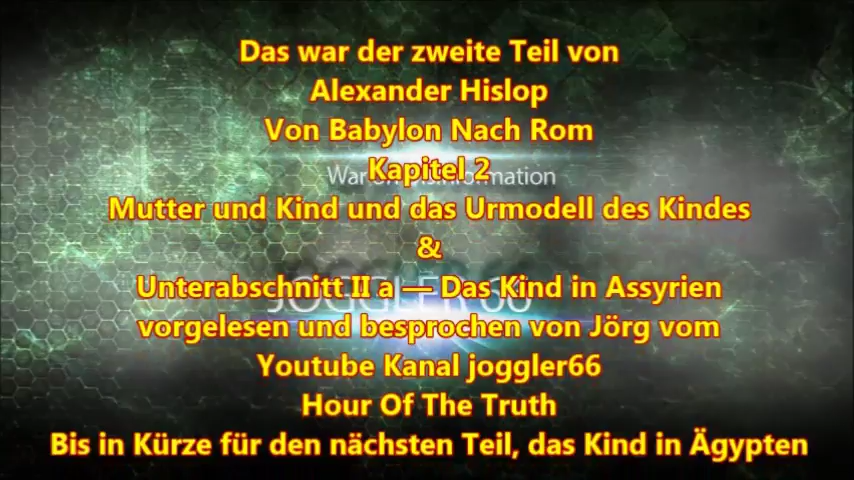 Das war der zweite Teil von
Alexander Hislop
Von Babylon Nach Rom
Kapitel 2
War on Disinformation
Mutter und Kind und das Urmodell des Kindes
&
Unterabschnitt II a — Das Kind in Assyrien
JOGGLER66
vorgelesen und besprochen von Jörg vom
Youtube Kanal joggler66
Hour Of The Truth
Bis in Kürze für den nächsten Teil, das Kind in Ägypten